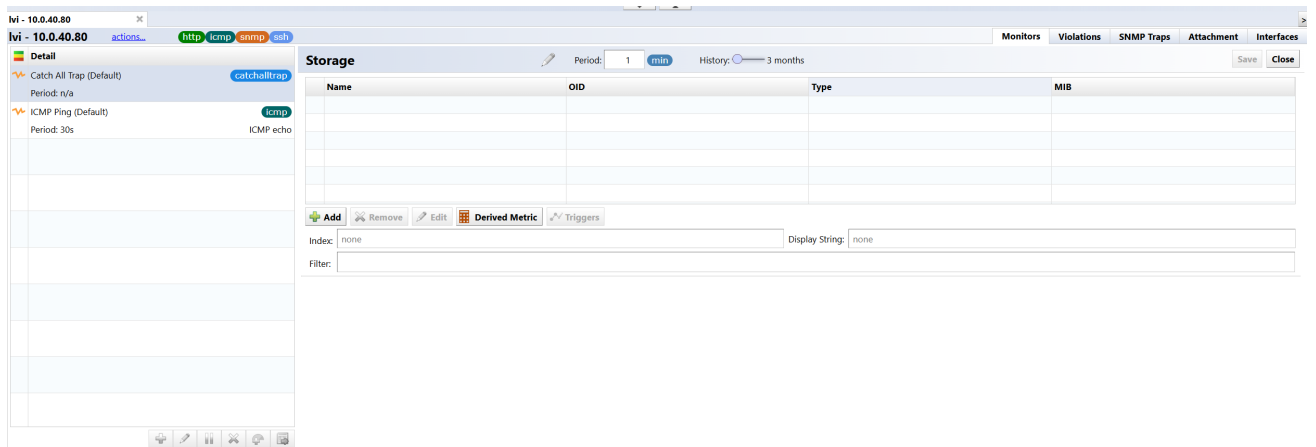 lvi - 10.0.40.80
lvi - 10.0.40.80 actions... http icmp snmp ssh Monitors Violations SNMP Traps Attachment Interfaces
Detail
Catch All Trap (Default) catchalltrap
Period: n/a
ICMP Ping (Default) icmp
Period: 30s ICMP echo
Storage Period: 1 min History: 3 months Save Close
Name OID Type MIB
Add Remove Edit Derived Metric Triggers
Index: none Display String: none
Filter: